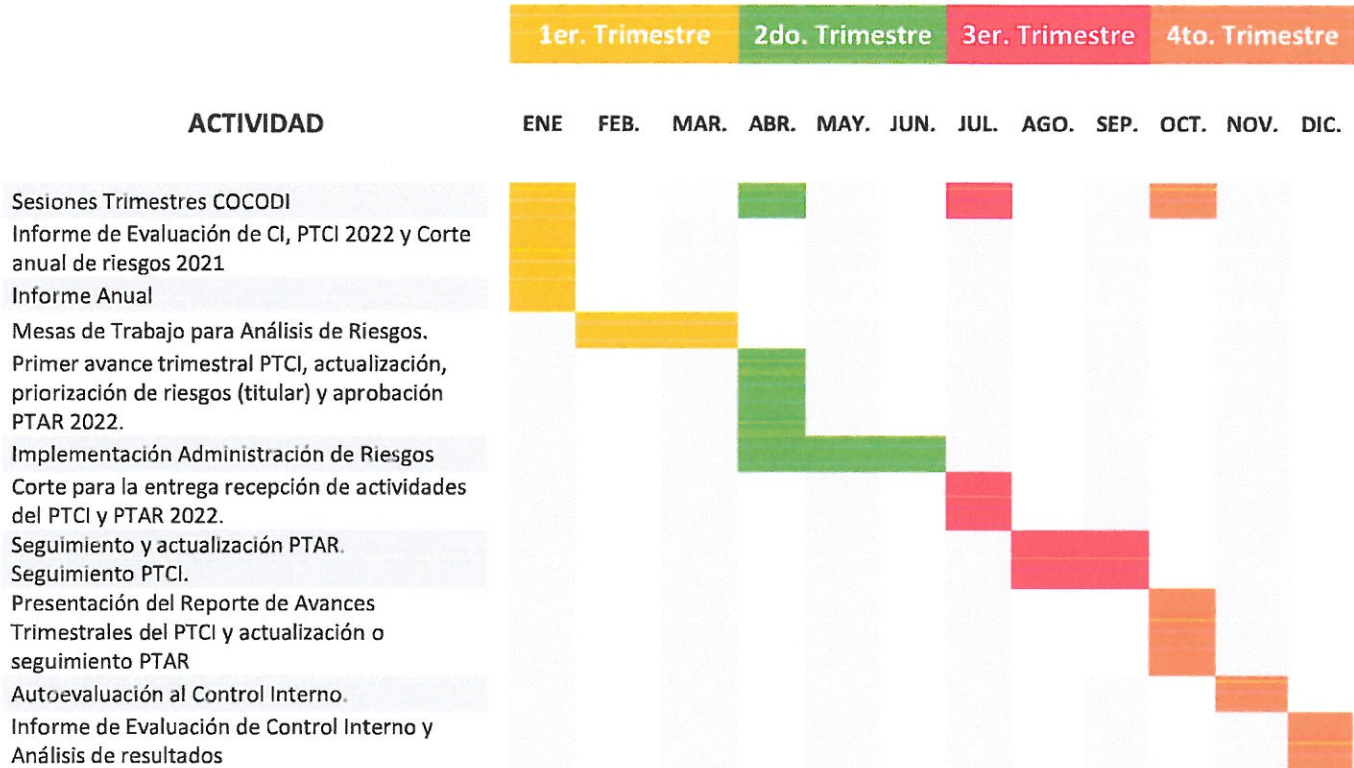 1er. Trimestre 2do. Trimestre 3er. Trimestre 4to. Trimestre
ACTIVIDAD ENE FEB. MAR. ABR. MAY. JUN. JUL. AGO. SEP. OCT. NOV. DIC.
Sesiones Trimestres COCODI
Informe de Evaluación de CI, PTCI 2022 y Corte
anual de riesgos 2021
Informe Anual
Mesas de Trabajo para Análisis de Riesgos.
Primer avance trimestral PTCI, actualización,
priorización de riesgos (titular) y aprobación
PTAR 2022.
Implementación Administración de Riesgos
Corte para la entrega recepción de actividades
del PTCI y PTAR 2022.
Seguimiento y actualización PTAR.
Seguimiento PTCI.
Presentación del Reporte de Avances
Trimestrales del PTCI y actualización o
seguimiento PTAR
Autoevaluación al Control Interno.
Informe de Evaluación de Control Interno y
Análisis de resultados